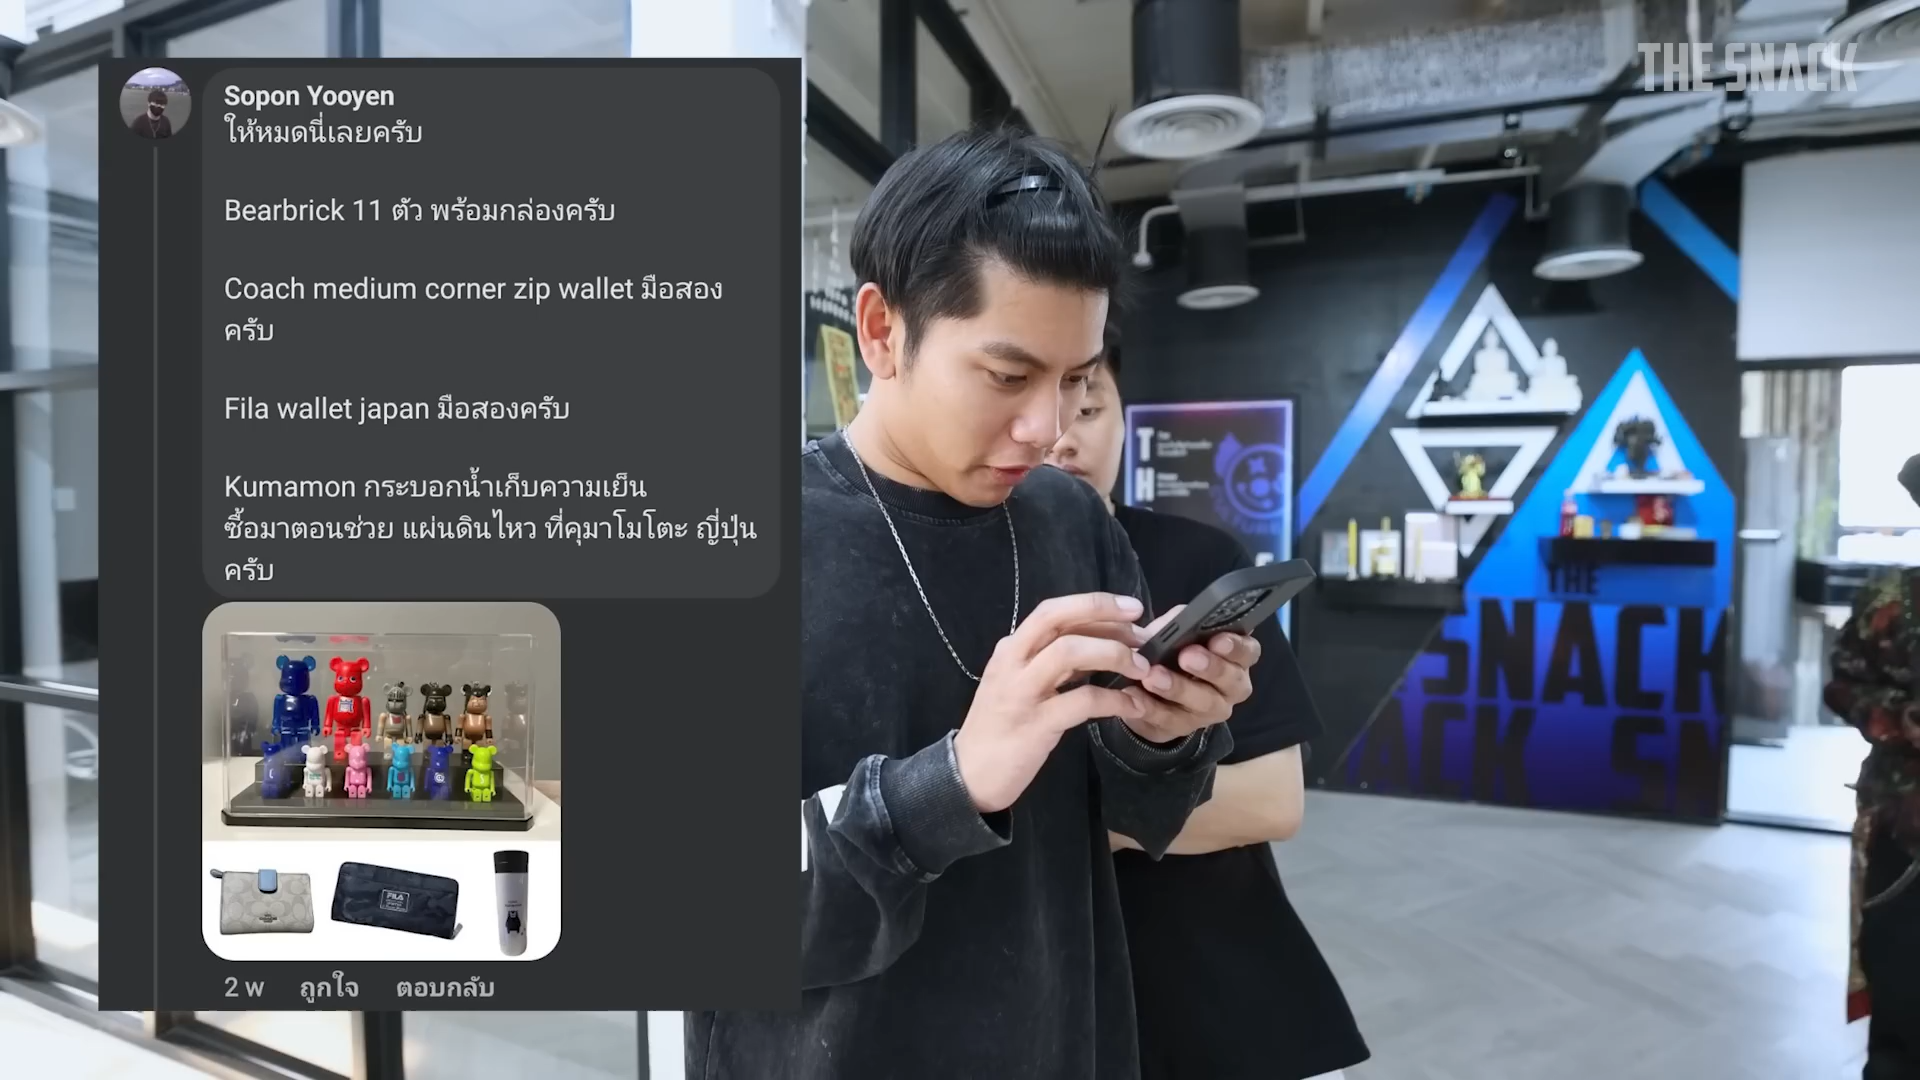 Sopon Yooyen
ให้หมดนี่เลยครับ
Bearbrick 11 ตัว พร้อมกล่องครับ
Coach medium corner zip wallet มือสอง
ครับ
Fila wallet japan มือสองครับ
Kumamon กระบอกน้ำเก็บความเย็น
ซื้อมาตอนช่วย แผ่นดินไหว ที่คุมาโมโตะ ญี่ปุ่น
ครับ
FILA
2 w ถูกใจ ตอบกลับ
THE SNACK
T
H
THE
SNACK
ACK SN